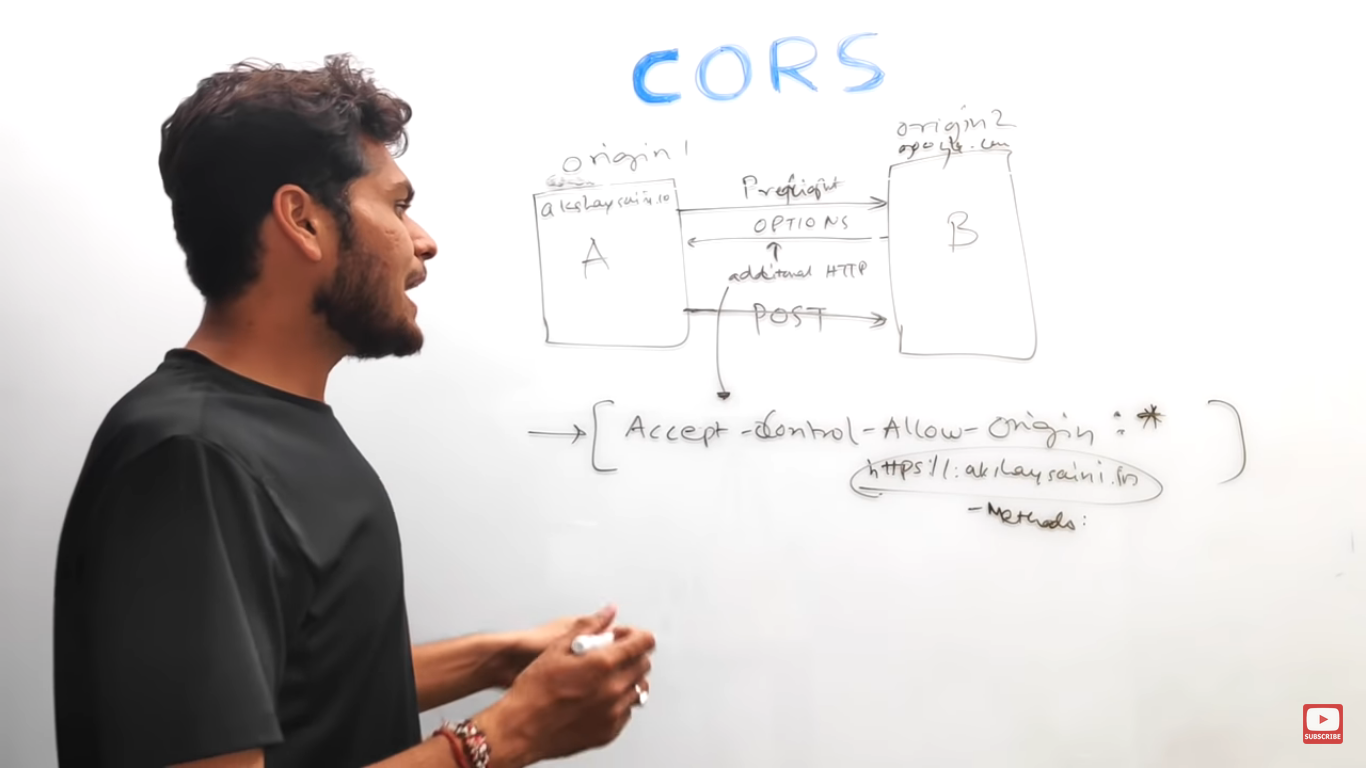 CORS
origin 1
origin 2
google.com
akshaysaini.io
A
B
Preflight
OPTIONS
additional HTTP
POST
→ [ Accept-Control-Allow-Origin : * ]
https://:akshaysaini.in
- Methods:
SUBSCRIBE